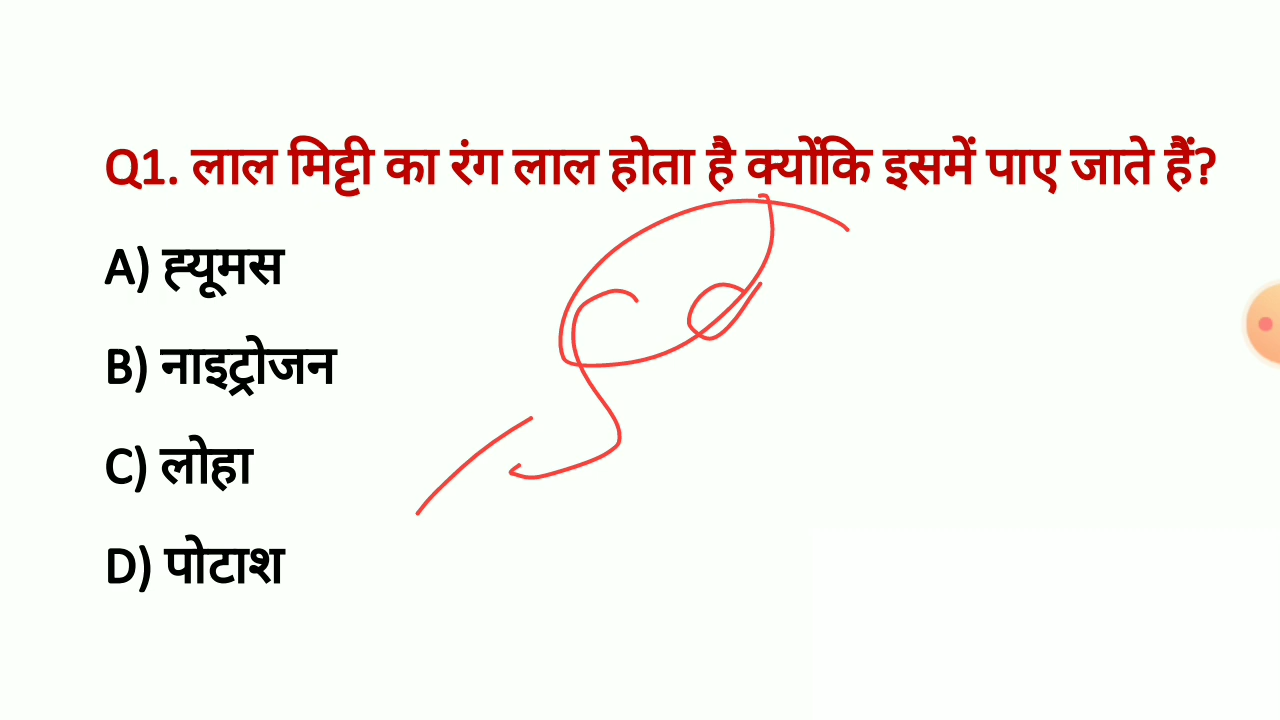 Q1. लाल मिट्टी का रंग लाल होता है क्योंकि इसमें पाए जाते हैं?
A) ह्यूमस
B) नाइट्रोजन
C) लोहा
D) पोटाश